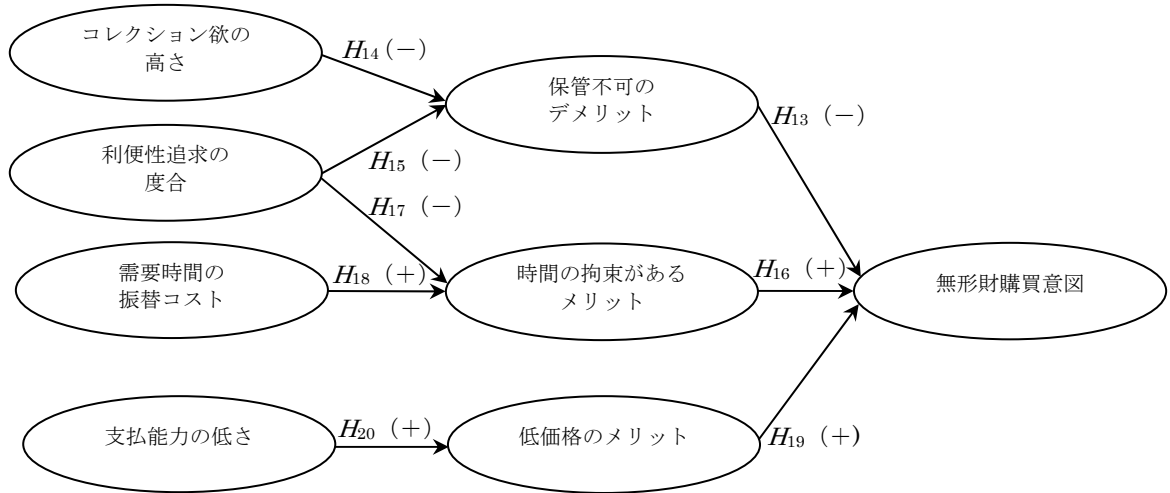 コレクション欲の
高さ
H14(－)
保管不可の
デメリット
H13（－）
利便性追求の
度合
H15（－）
H17（－）
需要時間の
振替コスト
H18（＋）
時間の拘束がある
メリット
H16（＋）
無形財購買意図
支払能力の低さ
H20（＋）
低価格のメリット
H19（＋）